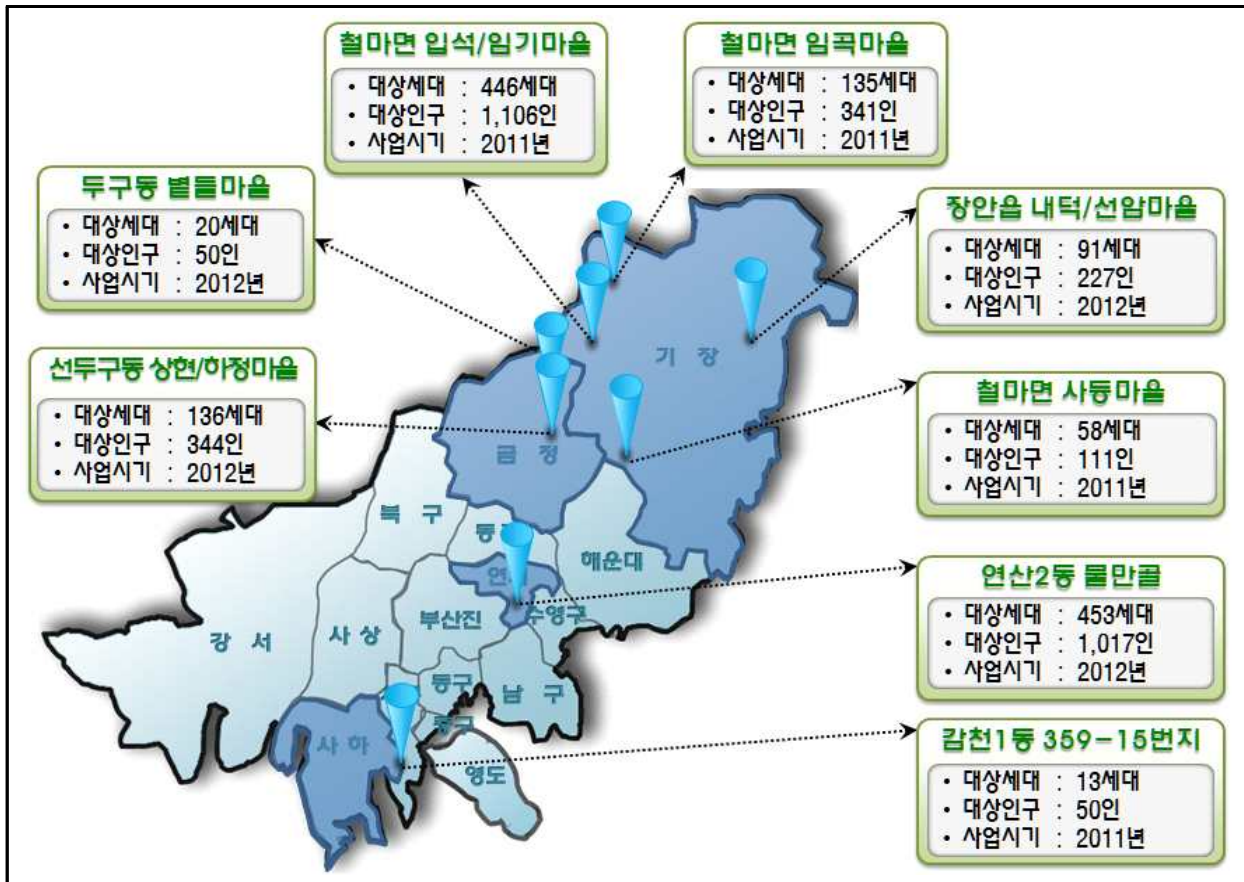 철마면 입석/임기마을
• 대상세대 : 446세대
• 대상인구 : 1,106인
• 사업시기 : 2011년
철마면 임곡마을
• 대상세대 : 135세대
• 대상인구 : 341인
• 사업시기 : 2011년
두구동 볕들마을
• 대상세대 : 20세대
• 대상인구 : 50인
• 사업시기 : 2012년
장안읍 내덕/선암마을
• 대상세대 : 91세대
• 대상인구 : 227인
• 사업시기 : 2012년
선두구동 상현/하정마을
• 대상세대 : 136세대
• 대상인구 : 344인
• 사업시기 : 2012년
철마면 사등마을
• 대상세대 : 58세대
• 대상인구 : 111인
• 사업시기 : 2011년
연산2동 물만골
• 대상세대 : 453세대
• 대상인구 : 1,017인
• 사업시기 : 2012년
감천1동 359-15번지
• 대상세대 : 13세대
• 대상인구 : 50인
• 사업시기 : 2011년
기 장
금 정
북 구
해운대
수영구
부산진
사 상
강 서
동구
남 구
중구
사 하
영도